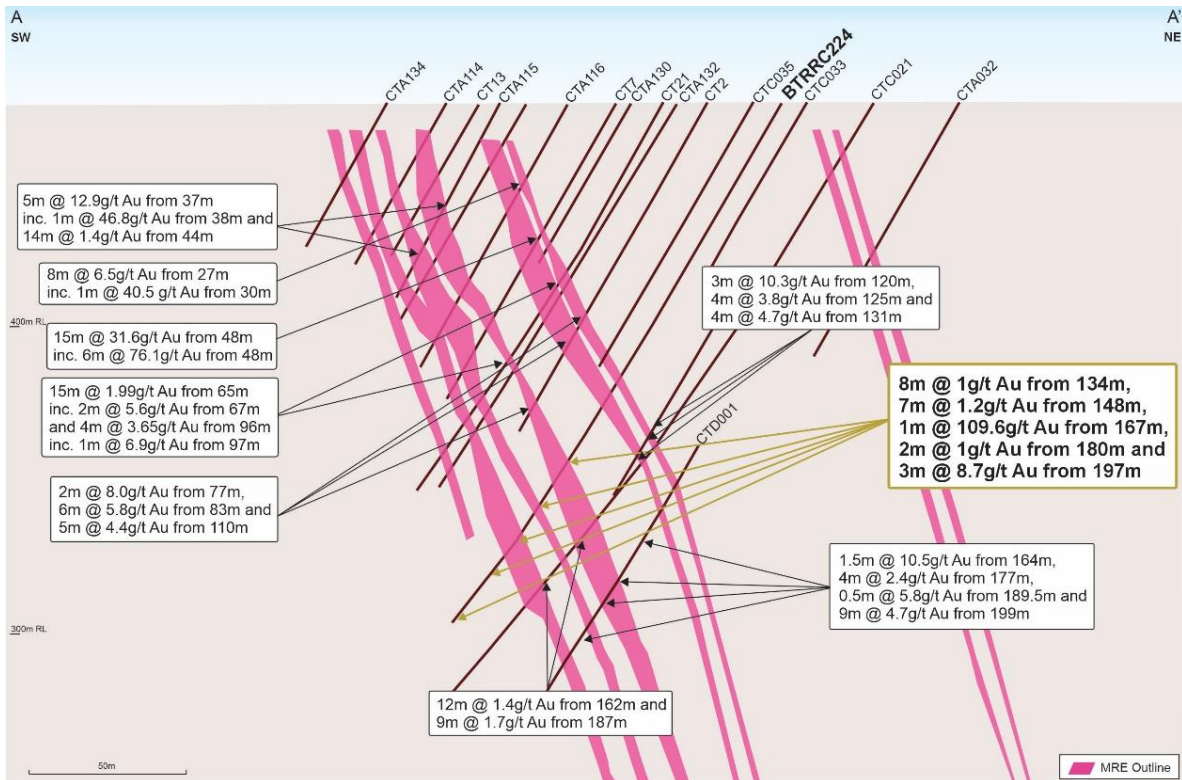 A
SW
A'
NE
CTA134
CTA114
CT13
CTA115
CTA116
CT7
CTA130
CT21
CTA132
CT2
CTC035
BTRRC224
CTC033
CTC021
CTA032
5m @ 12.9g/t Au from 37m
inc. 1m @ 46.8g/t Au from 38m and
14m @ 1.4g/t Au from 44m
8m @ 6.5g/t Au from 27m
inc. 1m @ 40.5 g/t Au from 30m
3m @ 10.3g/t Au from 120m,
4m @ 3.8g/t Au from 125m and
4m @ 4.7g/t Au from 131m
400m RL
15m @ 31.6g/t Au from 48m
inc. 6m @ 76.1g/t Au from 48m
15m @ 1.99g/t Au from 65m
inc. 2m @ 5.6g/t Au from 67m
and 4m @ 3.65g/t Au from 96m
inc. 1m @ 6.9g/t Au from 97m
8m @ 1g/t Au from 134m,
7m @ 1.2g/t Au from 148m,
1m @ 109.6g/t Au from 167m,
2m @ 1g/t Au from 180m and
3m @ 8.7g/t Au from 197m
CTD001
2m @ 8.0g/t Au from 77m,
6m @ 5.8g/t Au from 83m and
5m @ 4.4g/t Au from 110m
1.5m @ 10.5g/t Au from 164m,
4m @ 2.4g/t Au from 177m,
0.5m @ 5.8g/t Au from 189.5m and
9m @ 4.7g/t Au from 199m
300m RL
12m @ 1.4g/t Au from 162m and
9m @ 1.7g/t Au from 187m
50m
MRE Outline